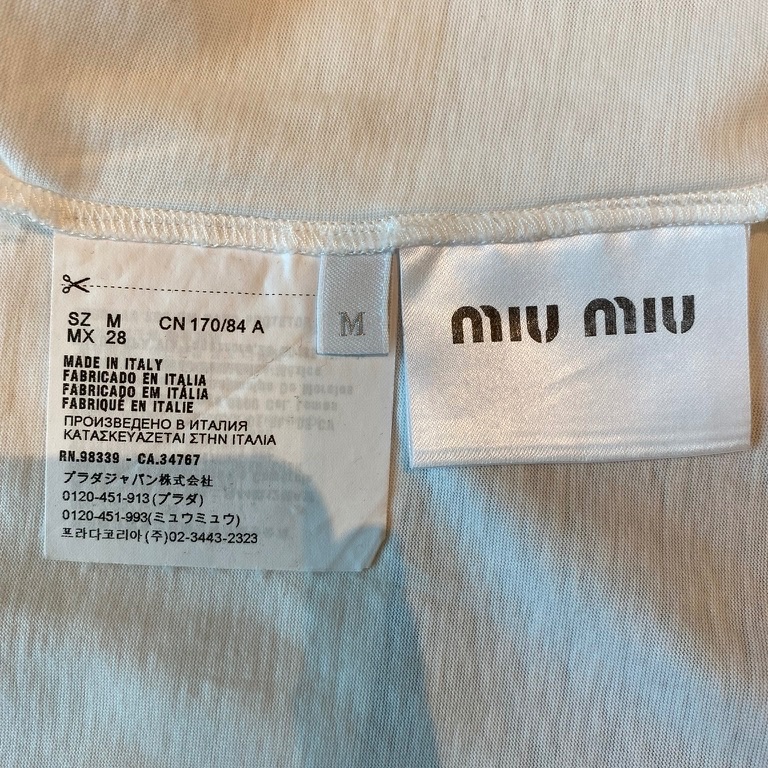 SZ M CN 170/84 A
MX 28
MADE IN ITALY
FABRICADO EN ITALIA
FABRICADO EM ITÁLIA
FABRIQUÉ EN ITALIE
ПРОИЗВЕДЕНО В ИТАЛИЯ
ΚΑΤΑΣΚΕΥΑΖΕΤΑΙ ΣΤΗΝ ΙΤΑΛΙΑ
RN.98339 - CA.34767
プラダジャパン株式会社
0120-451-913(プラダ)
0120-451-993(ミュウミュウ)
프라다코리아(주)02-3443-2323
M
MIU MIU